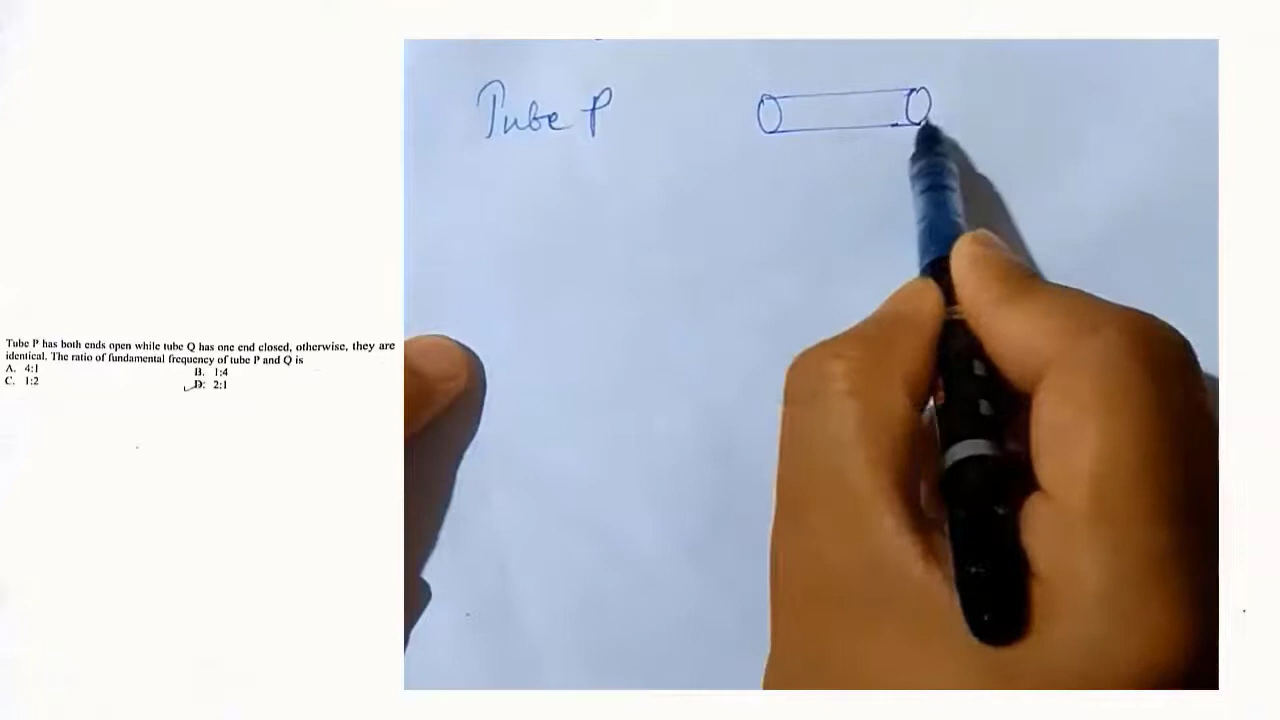 Tube P
Tube P has both ends open while tube Q has one end closed, otherwise, they are
identical. The ratio of fundamental frequency of tube P and Q is
A. 4:1 B. 1:4
C. 1:2 D: 2:1